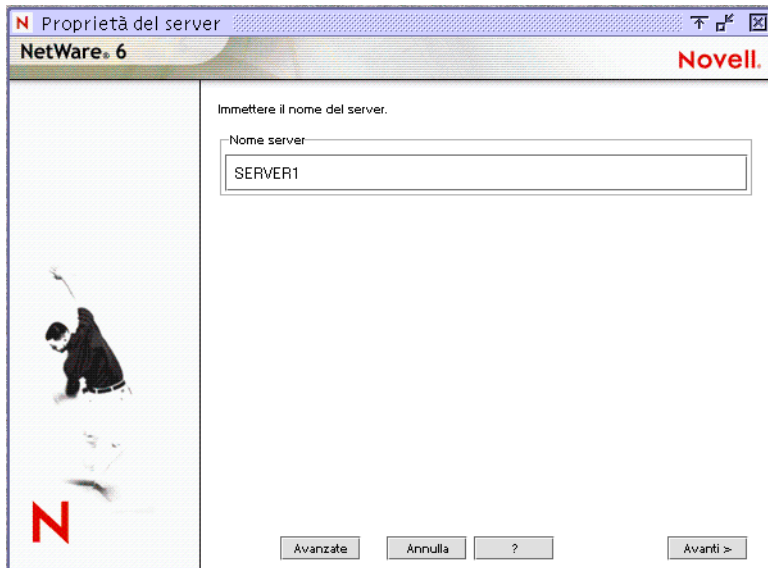 N Proprietà del server
NetWare® 6
Novell.
Immettere il nome del server.
Nome server
SERVER1
N
Avanzate Annulla ? Avanti >